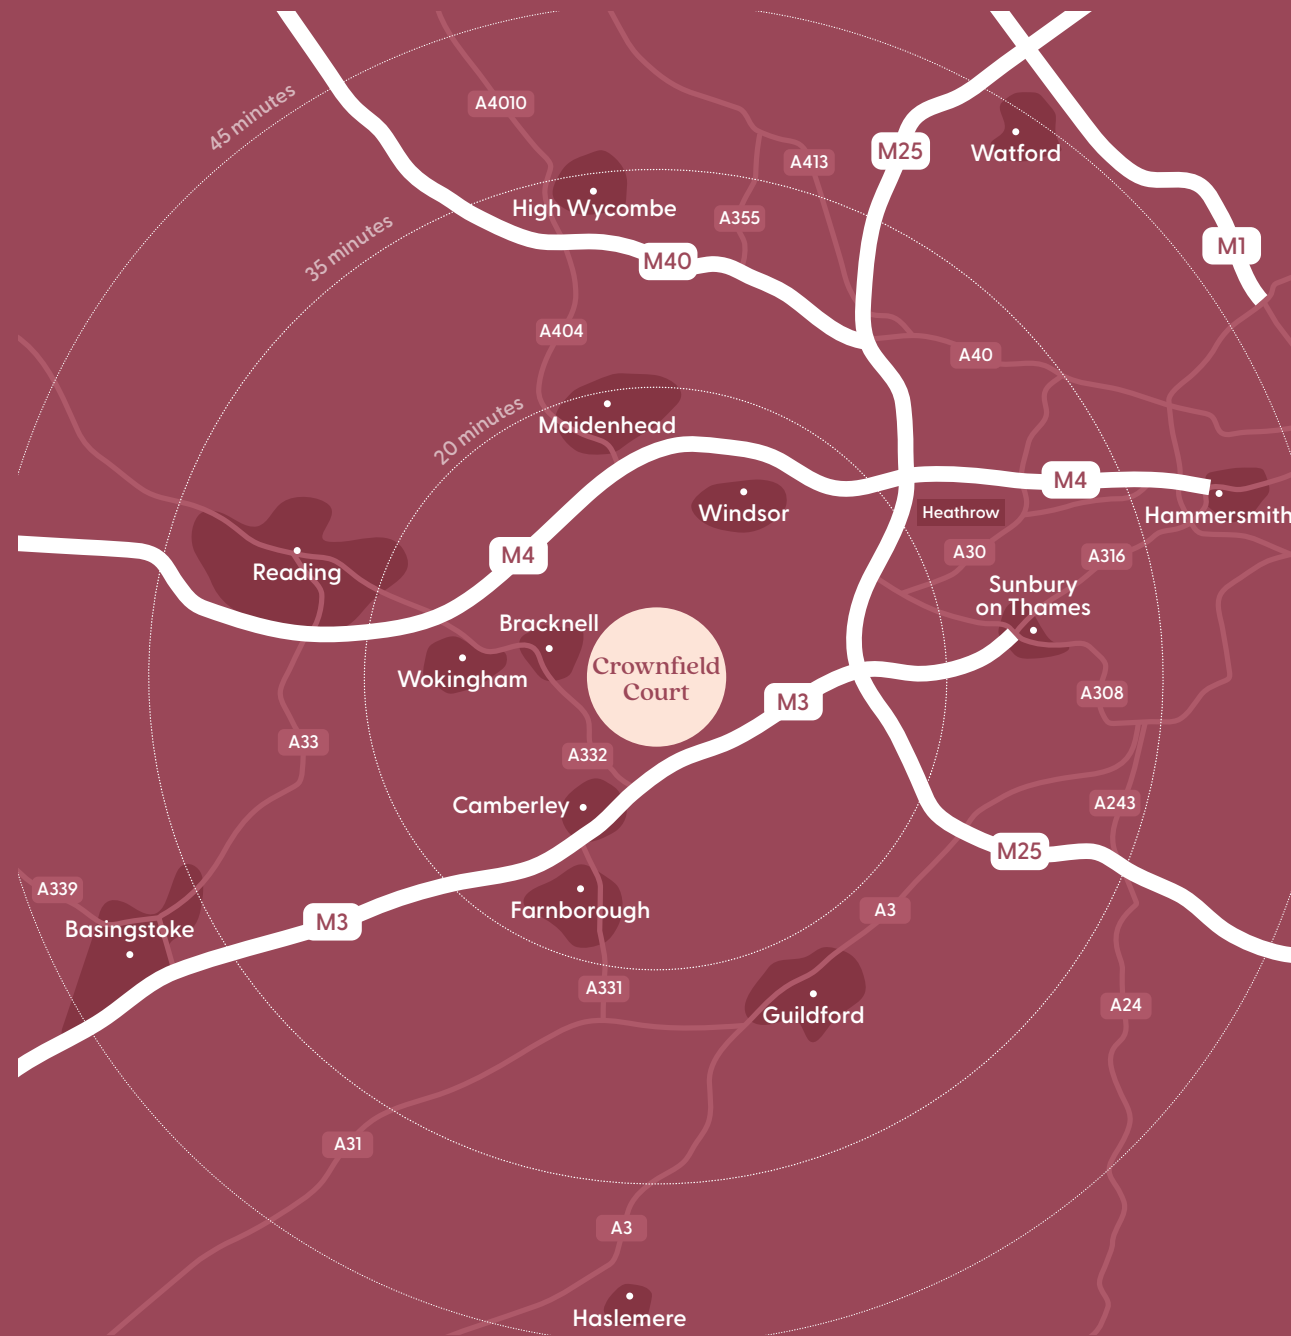 45 minutes
A4010
M25
Watford
A413
High Wycombe
A355
35 minutes
M40
M1
A404
A40
20 minutes
Maidenhead
M4
Windsor
Heathrow
Hammersmith
M4
A30
A316
Reading
Sunbury
on Thames
Bracknell
Wokingham
Crownfield
Court
M3
A308
A33
A332
Camberley
A243
M25
A339
Basingstoke
M3
Farnborough
A3
A331
Guildford
A24
A31
A3
Haslemere